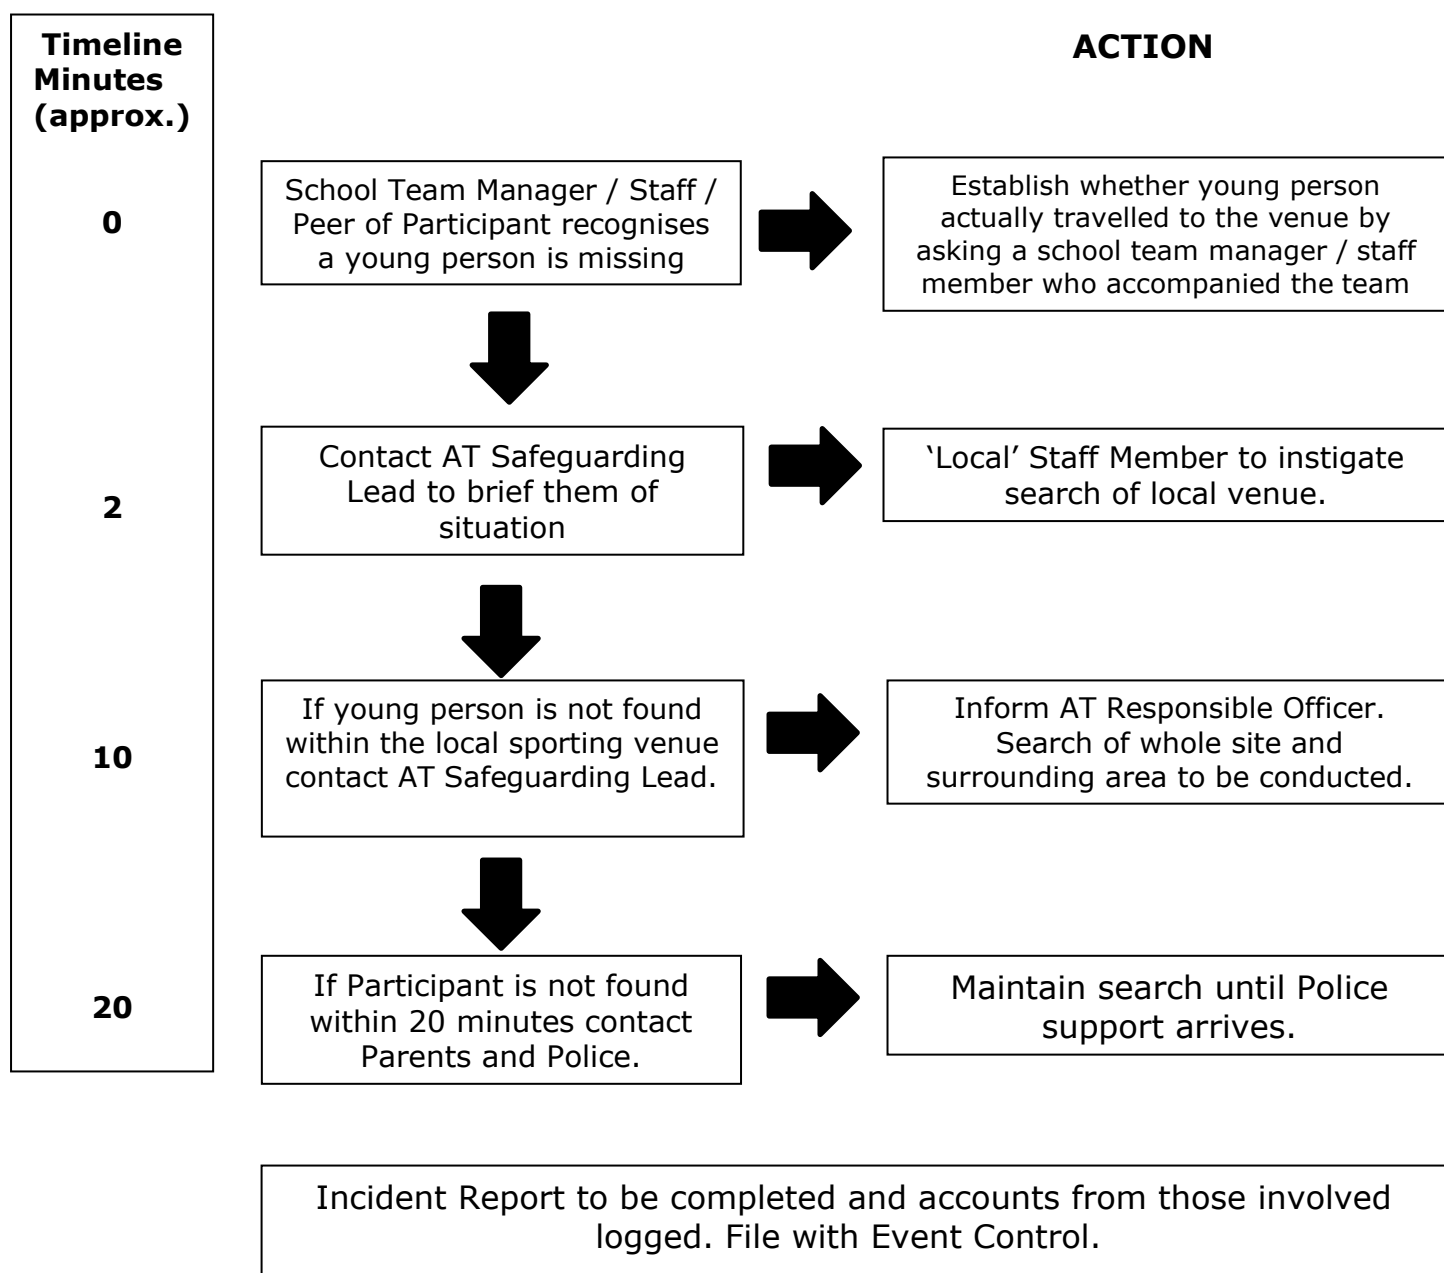 Timeline
Minutes
(approx.)
ACTION
0
School Team Manager / Staff /
Peer of Participant recognises
a young person is missing
Establish whether young person
actually travelled to the venue by
asking a school team manager / staff
member who accompanied the team
2
Contact AT Safeguarding
Lead to brief them of
situation
‘Local’ Staff Member to instigate
search of local venue.
10
If young person is not found
within the local sporting venue
contact AT Safeguarding Lead.
Inform AT Responsible Officer.
Search of whole site and
surrounding area to be conducted.
20
If Participant is not found
within 20 minutes contact
Parents and Police.
Maintain search until Police
support arrives.
Incident Report to be completed and accounts from those involved
logged. File with Event Control.